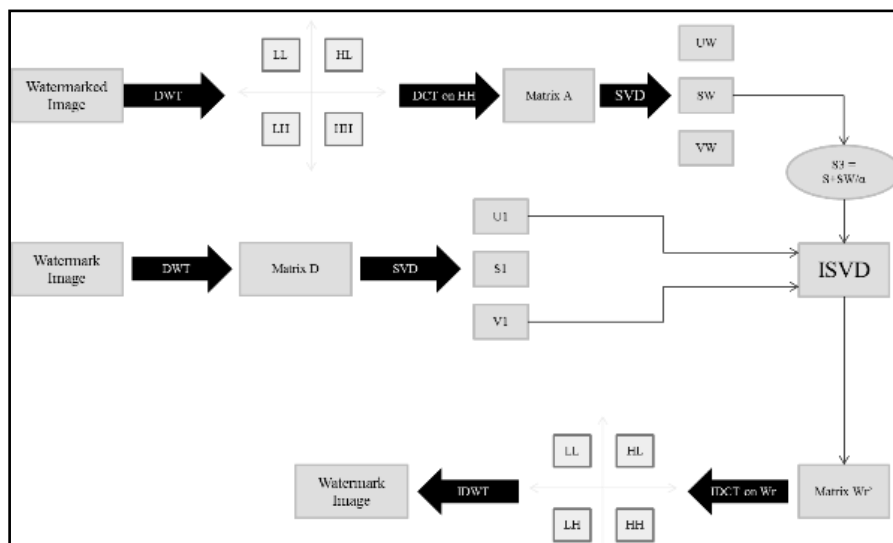 UW
LL
HL
Watermarked
Image
DWT
DCT on HH
Matrix A
SVD
SW
LH
HH
VW
S3 =
S+SW/α
U1
Watermark
Image
DWT
Matrix D
SVD
S1
ISVD
V1
LL
HL
Watermark
Image
IDWT
IDCT on Wr
Matrix Wr`
LH
HH